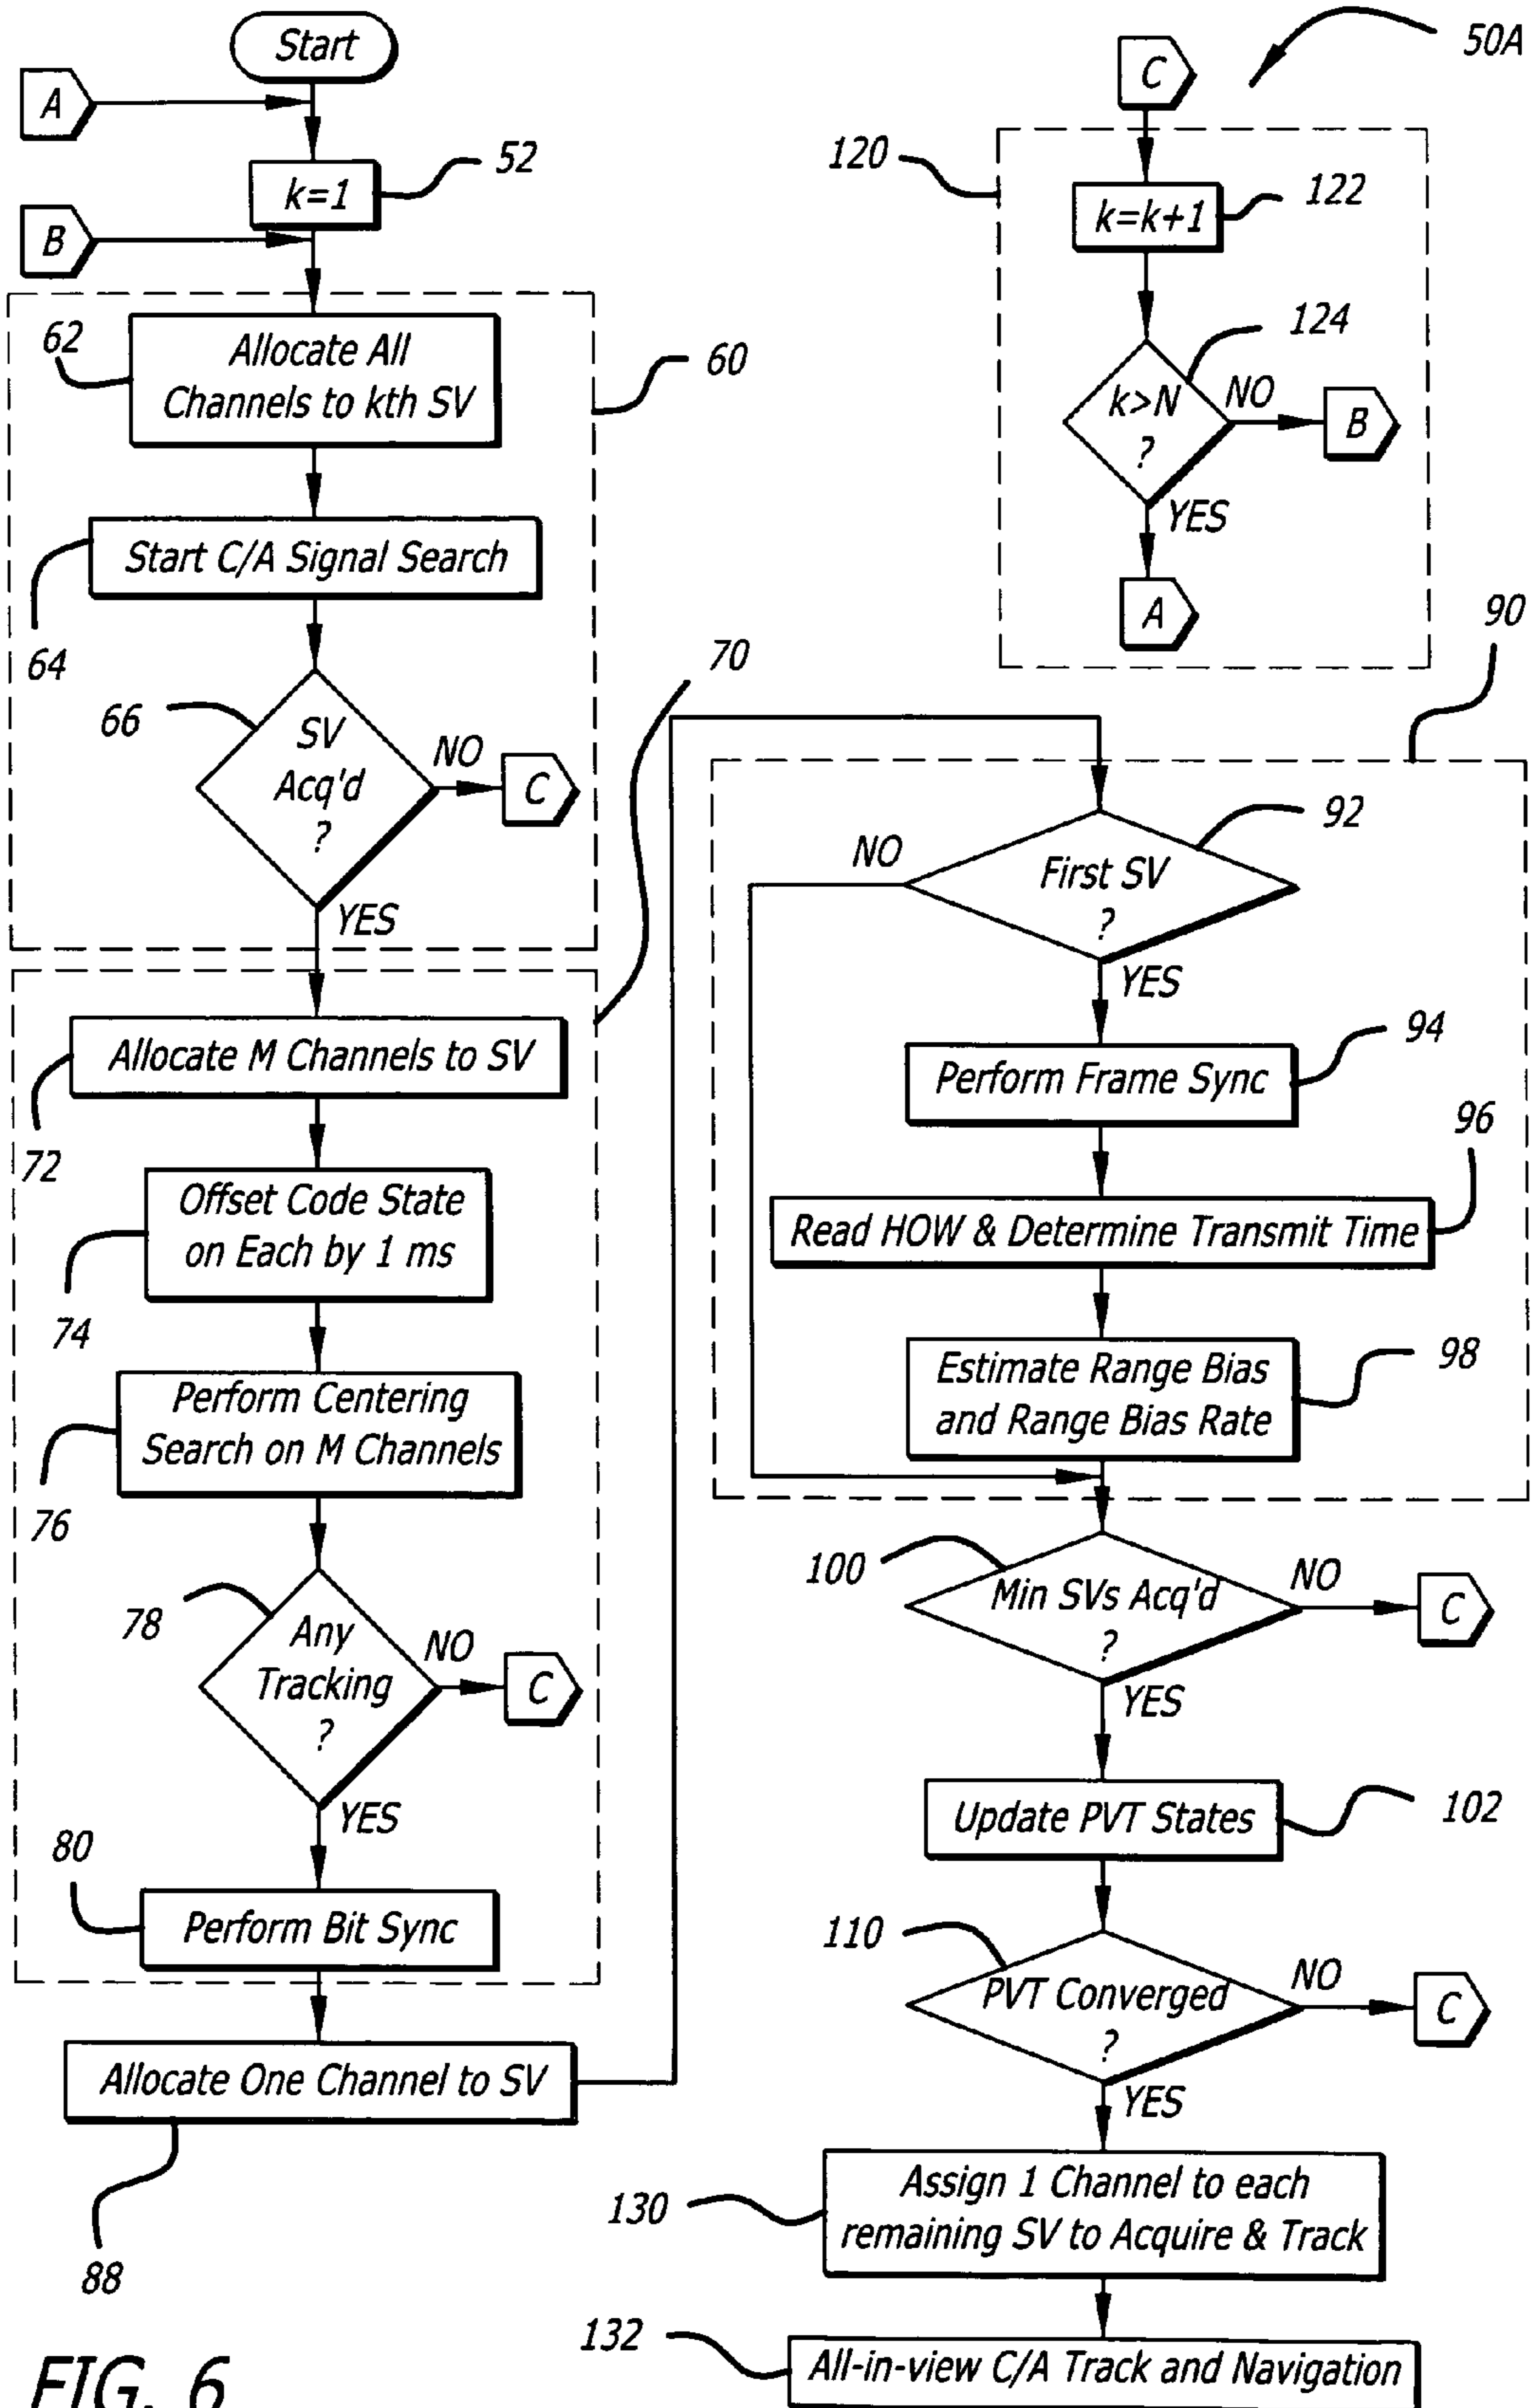 Start
A
k=1
52
B
62
Allocate All
Channels to kth SV
60
Start C/A Signal Search
64
66
SV
Acq'd
?
NO
C
YES
70
Allocate M Channels to SV
72
Offset Code State
on Each by 1 ms
74
Perform Centering
Search on M Channels
76
78
Any
Tracking
?
NO
C
YES
80
Perform Bit Sync
Allocate One Channel to SV
88
FIG. 6
50A
C
120
k=k+1
122
124
k>N
?
NO
B
YES
A
90
92
First SV
?
NO
YES
94
Perform Frame Sync
96
Read HOW & Determine Transmit Time
Estimate Range Bias
and Range Bias Rate
98
100
Min SVs Acq'd
?
NO
C
YES
Update PVT States
102
110
PVT Converged
?
NO
C
YES
Assign 1 Channel to each
remaining SV to Acquire & Track
130
132
All-in-view C/A Track and Navigation